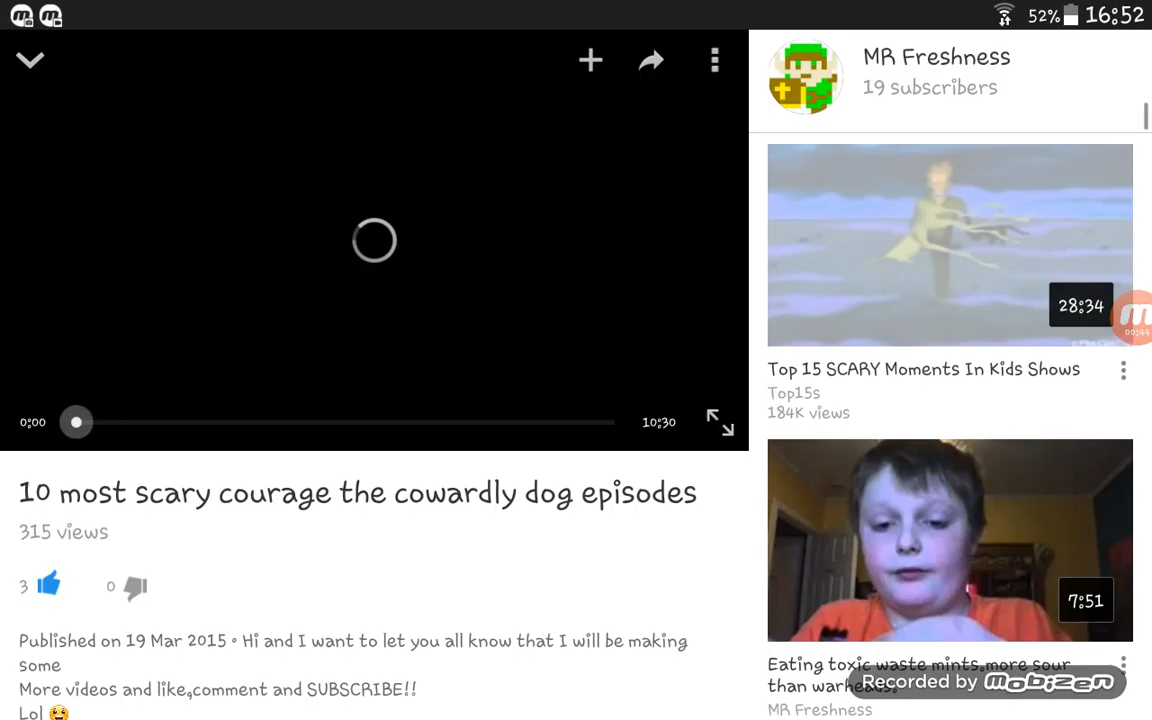 52% 16:52
MR Freshness
19 subscribers
28:34
00:44
Top 15 SCARY Moments In Kids Shows
Top15s
184K views
0:00
10:30
10 most scary courage the cowardly dog episodes
315 views
3
0
Published on 19 Mar 2015 • Hi and I want to let you all know that I will be making
some
More videos and like,comment and SUBSCRIBE!!
Lol 😀
7:51
Eating toxic waste mints.more sour
than warheads.
MR Freshness
Recorded by mobizen